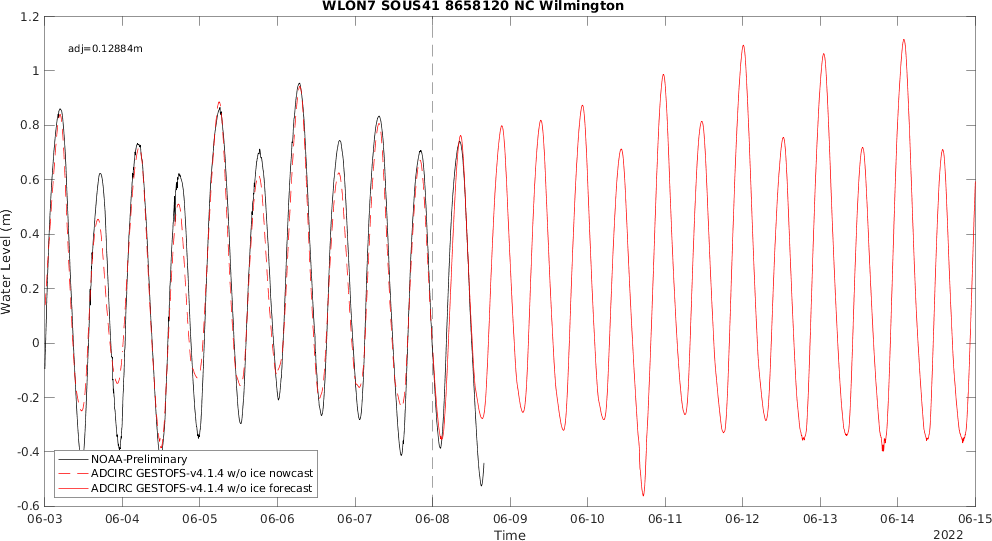 WLON7 SOUS41 8658120 NC Wilmington
adj=0.12884m
Water Level (m)
1.2
1
0.8
0.6
0.4
0.2
0
-0.2
-0.4
-0.6
NOAA-Preliminary
ADCIRC GESTOFS-v4.1.4 w/o ice nowcast
ADCIRC GESTOFS-v4.1.4 w/o ice forecast
06-03 06-04 06-05 06-06 06-07 06-08 06-09 06-10 06-11 06-12 06-13 06-14 06-15
Time
2022